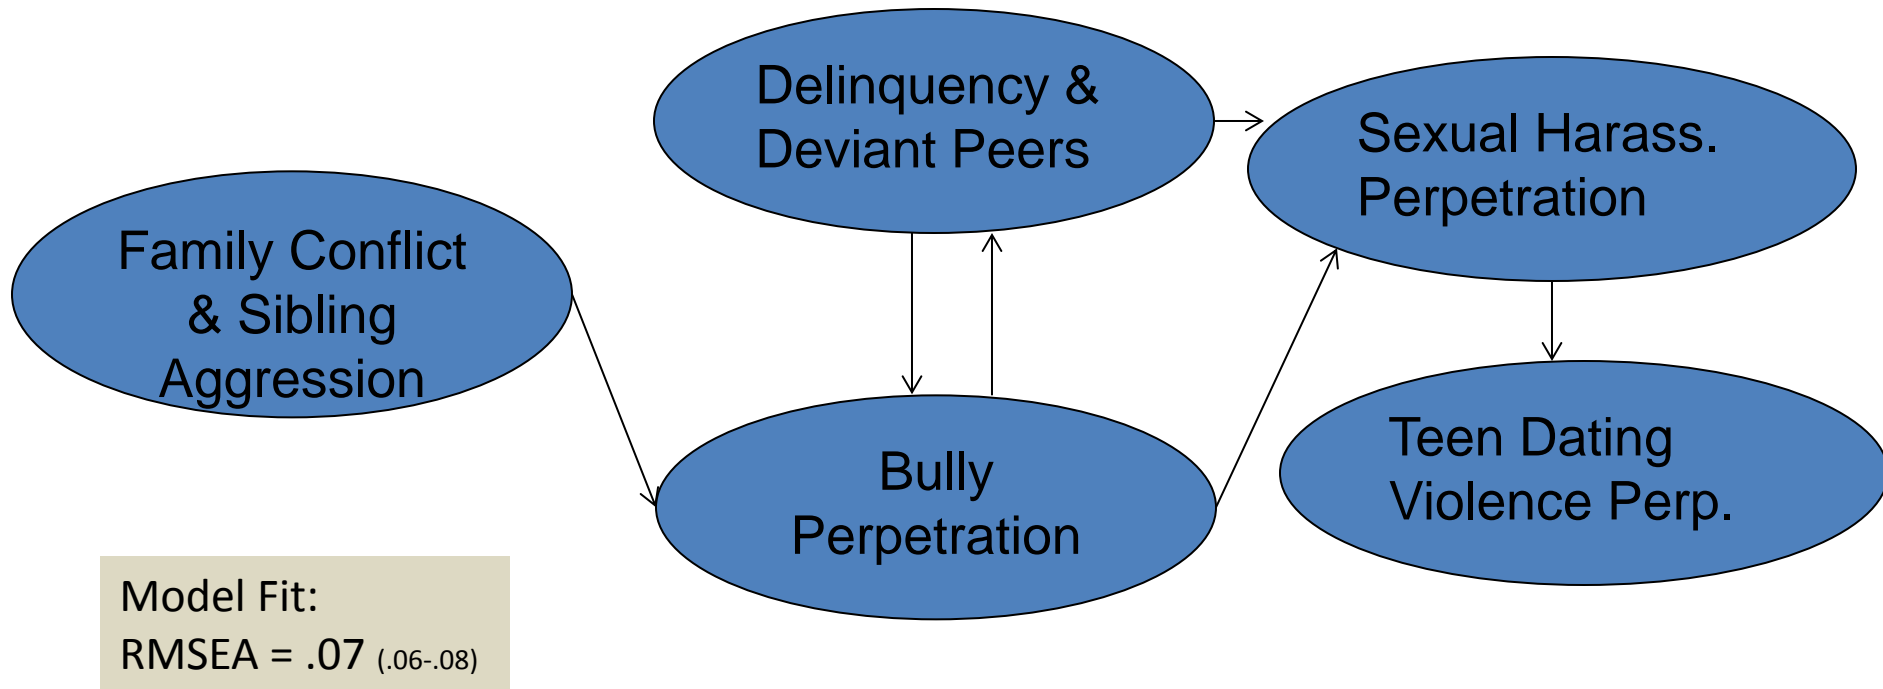 Delinquency &
Deviant Peers
Sexual Harass.
Perpetration
Family Conflict
& Sibling
Aggression
Bully
Perpetration
Teen Dating
Violence Perp.
Model Fit:
RMSEA = .07 (.06-.08)